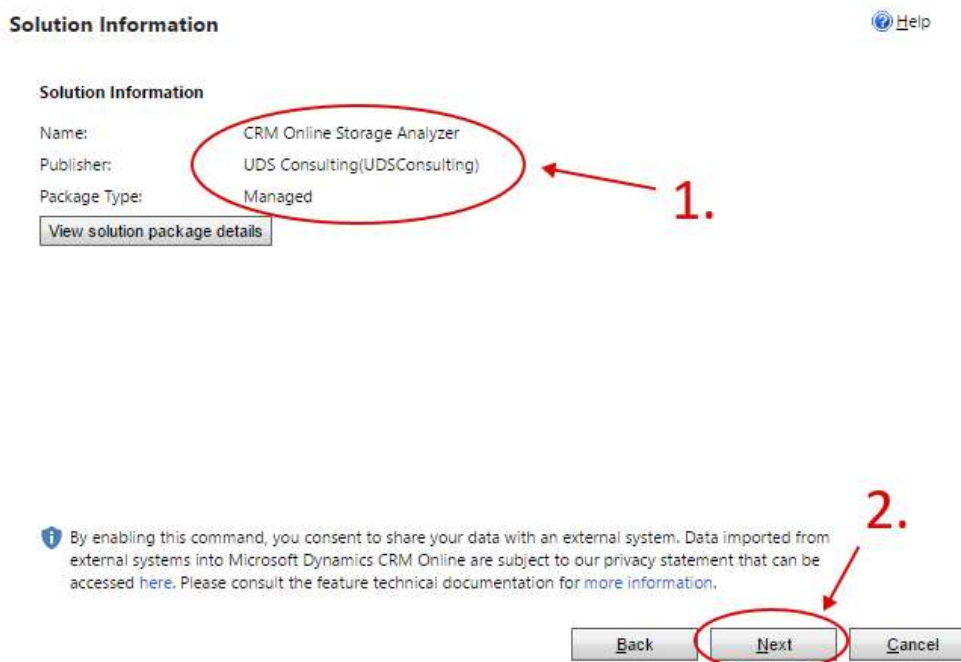 Solution Information
Help
Solution Information
Name: CRM Online Storage Analyzer
Publisher: UDS Consulting(UDSConsulting)
Package Type: Managed
1.
View solution package details
2.
By enabling this command, you consent to share your data with an external system. Data imported from
external systems into Microsoft Dynamics CRM Online are subject to our privacy statement that can be
accessed here. Please consult the feature technical documentation for more information.
Back Next Cancel